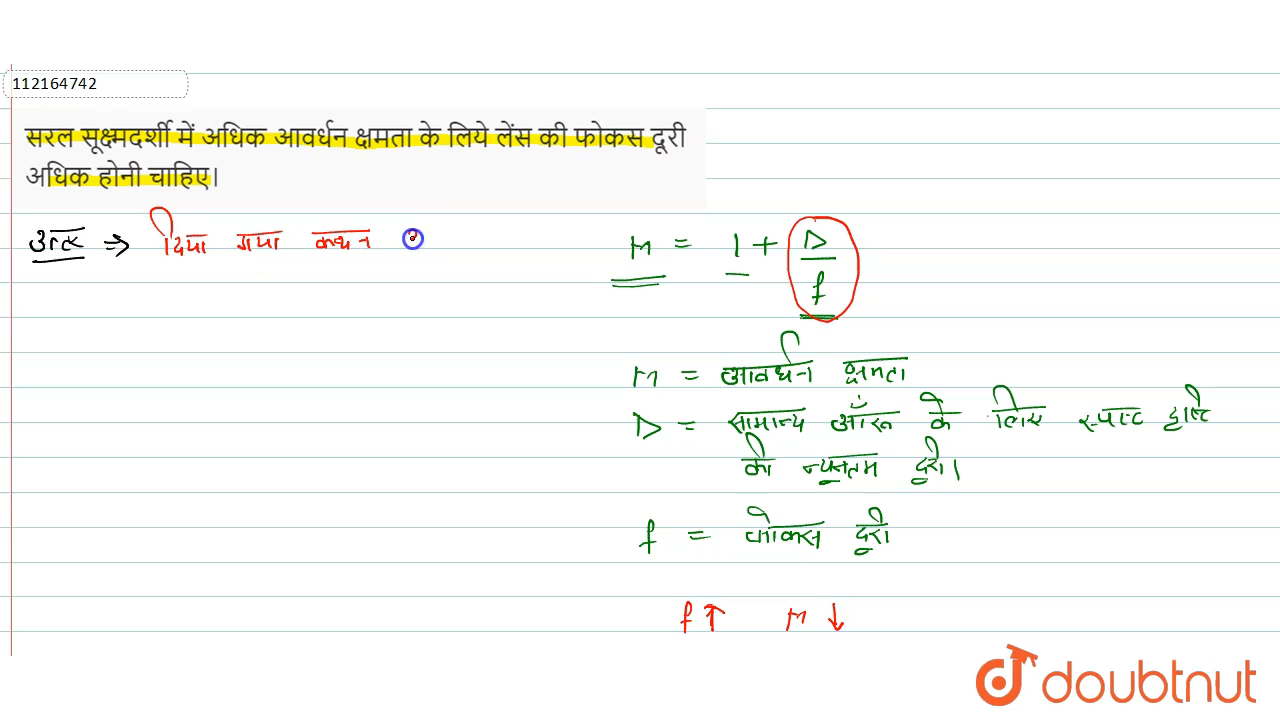 112164742
सरल सूक्ष्मदर्शी में अधिक आवर्धन क्षमता के लिये लेंस की फोकस दूरी
अधिक होनी चाहिए।
उत्तर ⇒ दिया गया कथन
M = 1 + D/f
M = आवर्धन क्षमता
D = सामान्य आँख के लिए स्पष्ट दृष्टि
की न्यूनतम दूरी।
f = फोकस दूरी
f ↑ M ↓
doubtnut